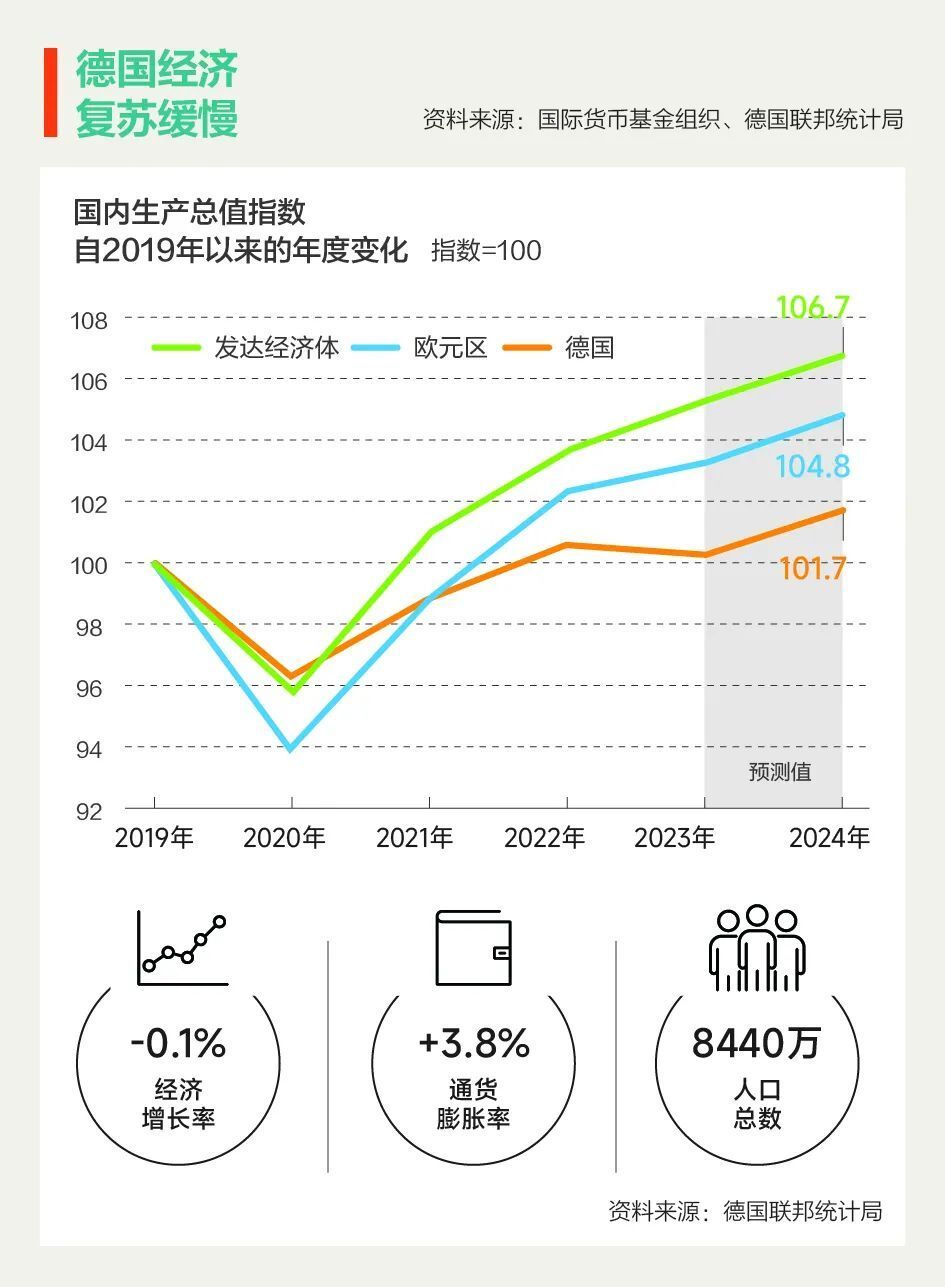 德国经济
复苏缓慢
资料来源：国际货币基金组织、德国联邦统计局
国内生产总值指数
自2019年以来的年度变化 指数=100
106.7
108
发达经济体 欧元区 德国
106
104
104.8
102
100
101.7
98
96
94
预测值
92
2019年 2020年 2021年 2022年 2023年 2024年
-0.1%
经济
增长率
+3.8%
通货
膨胀率
8440万
人口
总数
资料来源：德国联邦统计局